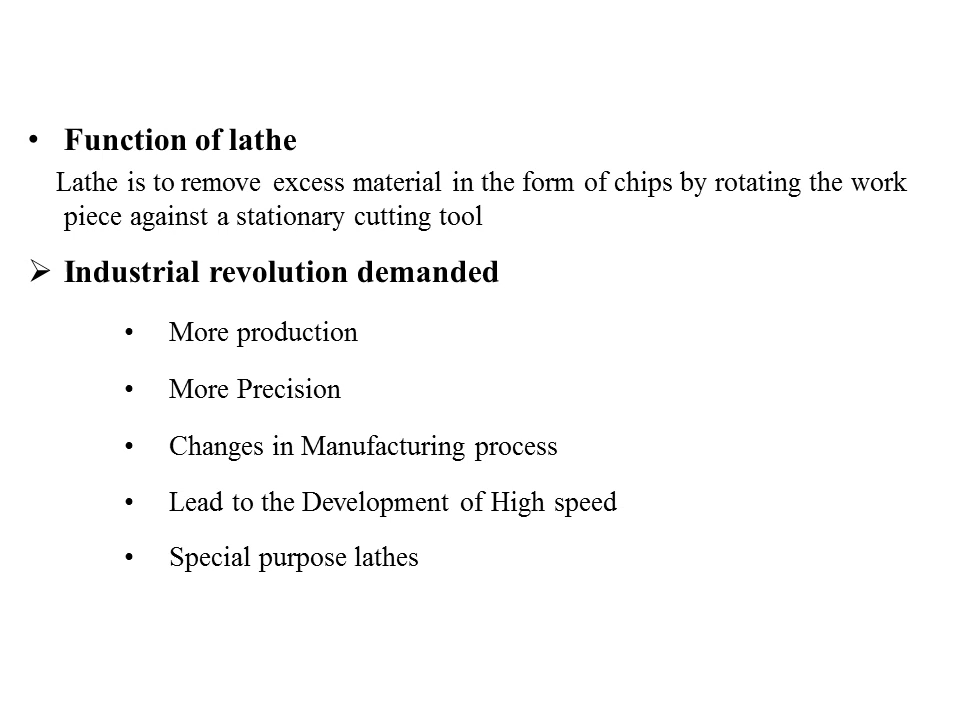 • Function of lathe
Lathe is to remove excess material in the form of chips by rotating the work
piece against a stationary cutting tool
➢ Industrial revolution demanded
• More production
• More Precision
• Changes in Manufacturing process
• Lead to the Development of High speed
• Special purpose lathes